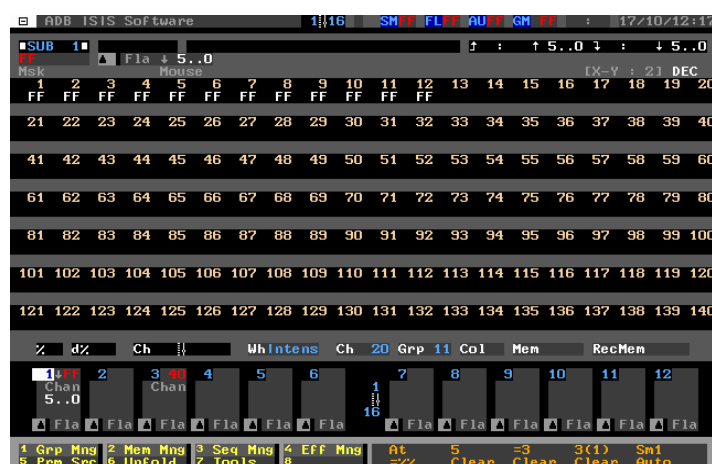 ADB ISIS Software 1 16 SMFF FLFF AUFF GM FF : 17/10/12:17
SUB 1 ↥ : ↑ 5..0 ↧ : ↓ 5..0
FF Fla ↓ 5..0
Msk Mouse [X-Y : 2] DEC
1 2 3 4 5 6 7 8 9 10 11 12 13 14 15 16 17 18 19 20
FF FF FF FF FF FF FF FF FF FF FF FF
21 22 23 24 25 26 27 28 29 30 31 32 33 34 35 36 37 38 39 40
41 42 43 44 45 46 47 48 49 50 51 52 53 54 55 56 57 58 59 60
61 62 63 64 65 66 67 68 69 70 71 72 73 74 75 76 77 78 79 80
81 82 83 84 85 86 87 88 89 90 91 92 93 94 95 96 97 98 99 100
101 102 103 104 105 106 107 108 109 110 111 112 113 114 115 116 117 118 119 120
121 122 123 124 125 126 127 128 129 130 131 132 133 134 135 136 137 138 139 140
% d% Ch WhIntens Ch 20 Grp 11 Col Mem RecMem
1↓FF 2 3 40 4 5 6 7 8 9 10 11 12
Chan Chan 1
5..0
16
Fla Fla Fla Fla Fla Fla Fla Fla Fla Fla Fla Fla
1 Grp Mng 2 Mem Mng 3 Seq Mng 4 Eff Mng At 5 =3 3(1) Sm1
5 Prm Src 6 Unfold 7 Tools 8 =% Clear Clear Clear Auto